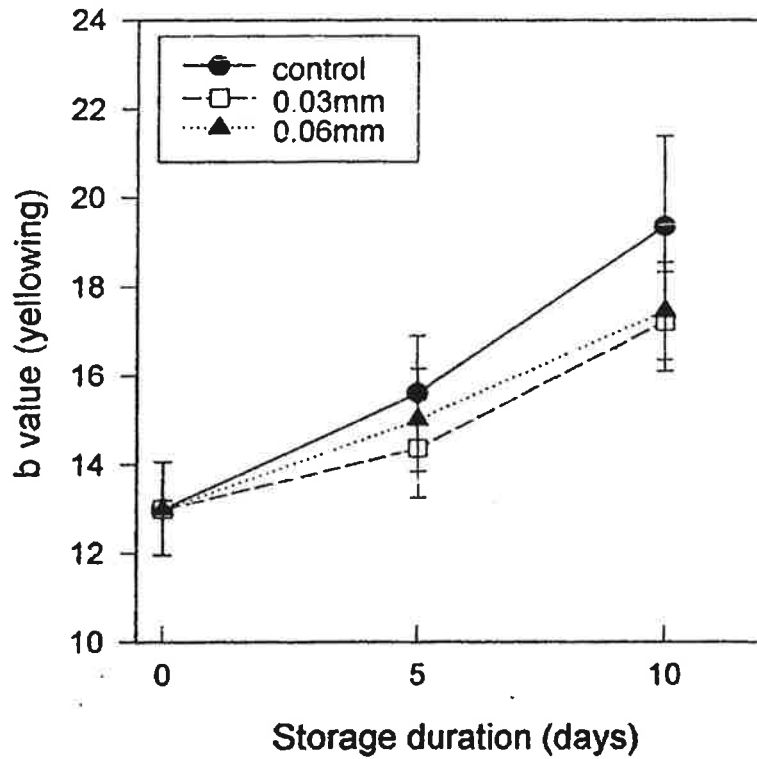 24
22
20
18
16
14
12
10
b value (yellowing)
control
0.03mm
0.06mm
0
5
10
Storage duration (days)